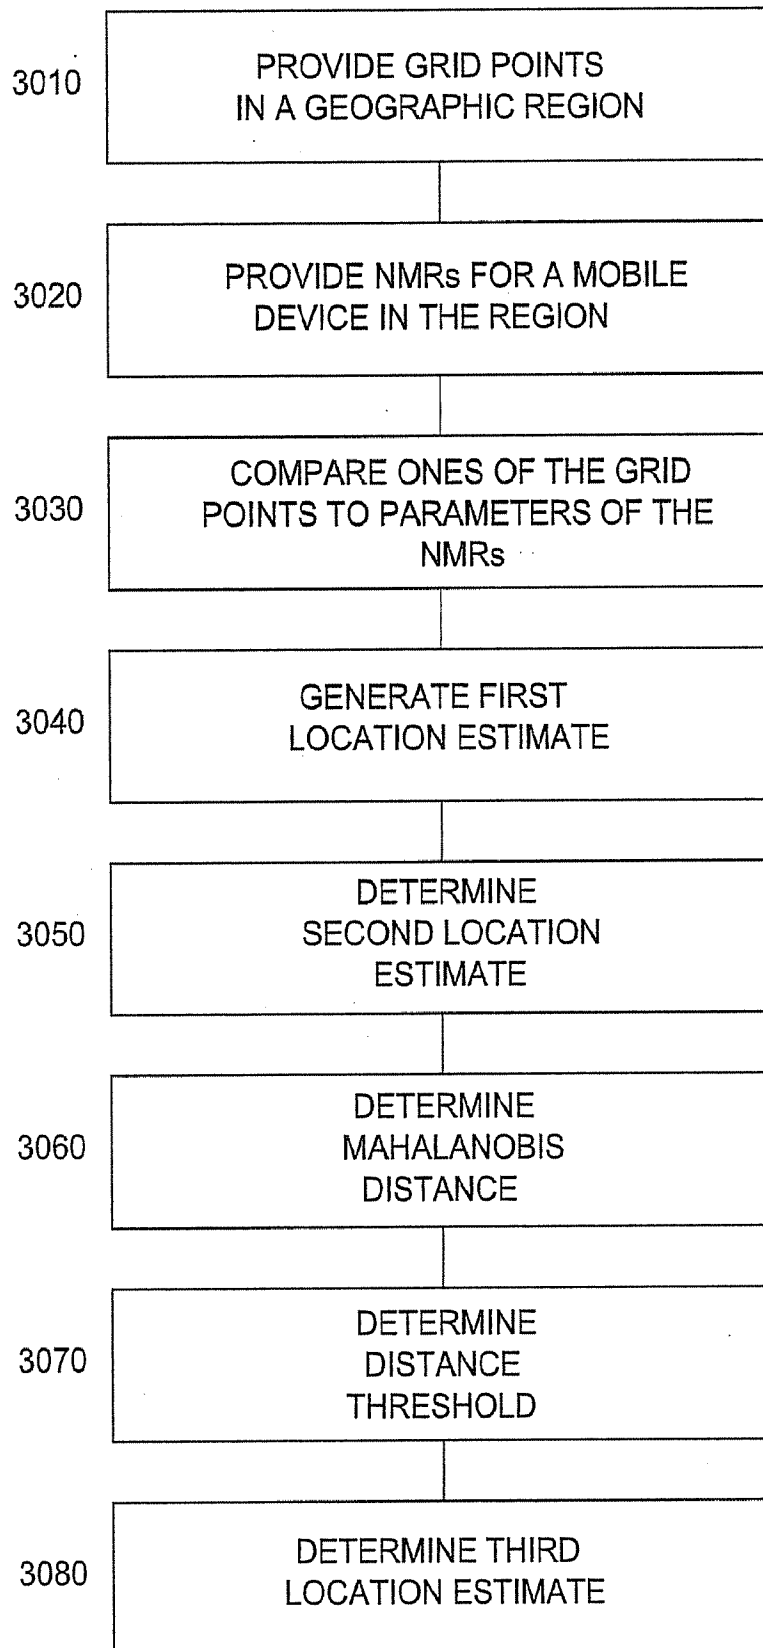 3010
PROVIDE GRID POINTS
IN A GEOGRAPHIC REGION
3020
PROVIDE NMRs FOR A MOBILE
DEVICE IN THE REGION
3030
COMPARE ONES OF THE GRID
POINTS TO PARAMETERS OF THE
NMRs
3040
GENERATE FIRST
LOCATION ESTIMATE
3050
DETERMINE
SECOND LOCATION
ESTIMATE
3060
DETERMINE
MAHALANOBIS
DISTANCE
3070
DETERMINE
DISTANCE
THRESHOLD
3080
DETERMINE THIRD
LOCATION ESTIMATE